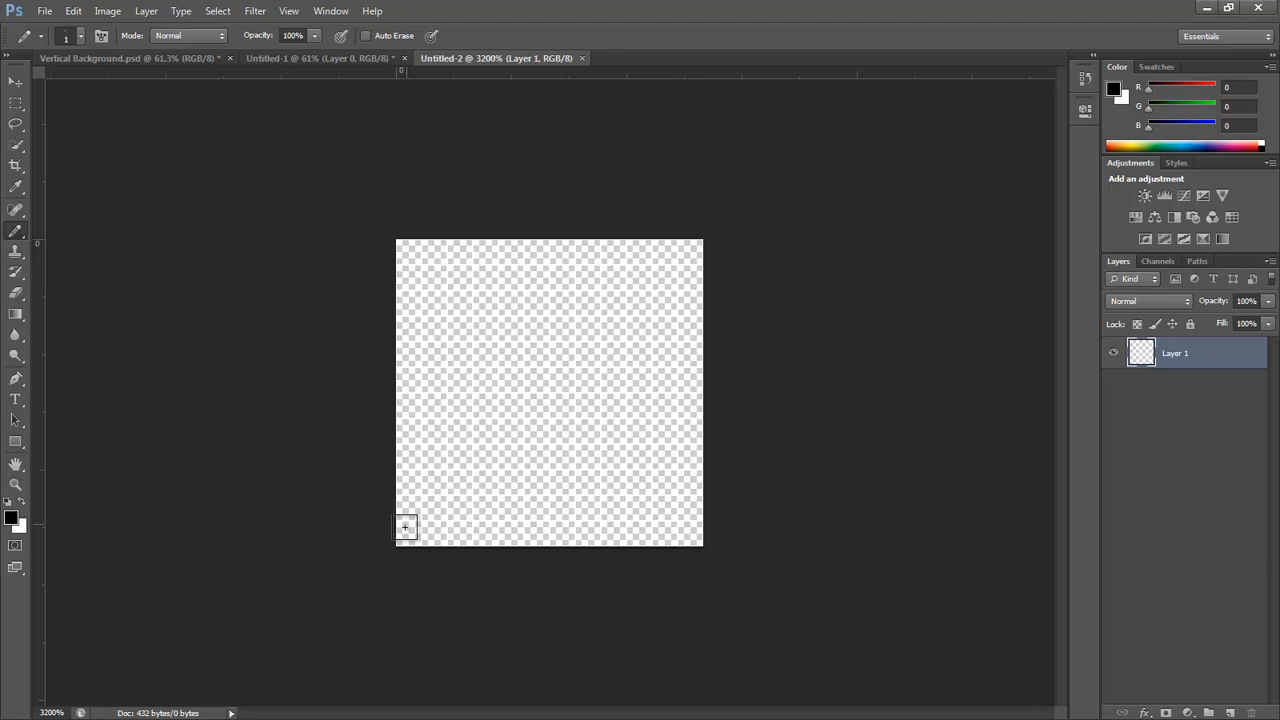 Ps File Edit Image Layer Type Select Filter View Window Help
1 Mode: Normal Opacity: 100% Auto Erase Essentials
Vertical Background.psd @ 61.3% (RGB/8) * × Untitled-1 @ 61% (Layer 0, RGB/8) * × Untitled-2 @ 3200% (Layer 1, RGB/8) ×
0
0
Color Swatches
R 0
G 0
B 0
Adjustments Styles
Add an adjustment
Layers Channels Paths
Kind
Normal Opacity: 100%
Lock: Fill: 100%
Layer 1
3200% Doc: 432 bytes/0 bytes